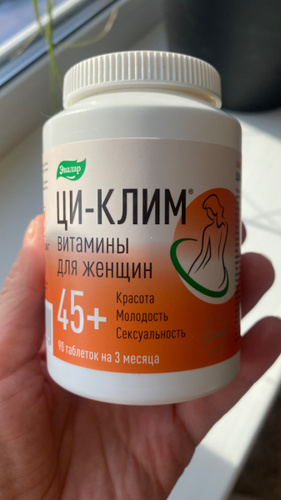 Эвалар
ЦИ-КЛИМ®
витамины
для женщин
45+
Красота
Молодость
Сексуальность
90 таблеток на 3 месяца